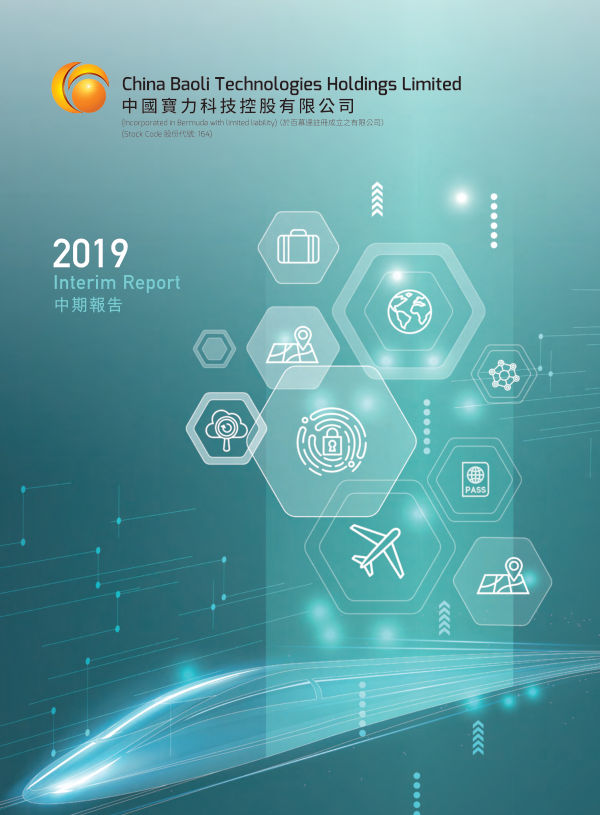 China Baoli Technologies Holdings Limited
中國寶力科技控股有限公司
(Incorporated in Bermuda with limited liability) (於百慕達註冊成立之有限公司)
(Stock Code 股份代號: 164)
2019
Interim Report
中期報告
PASS